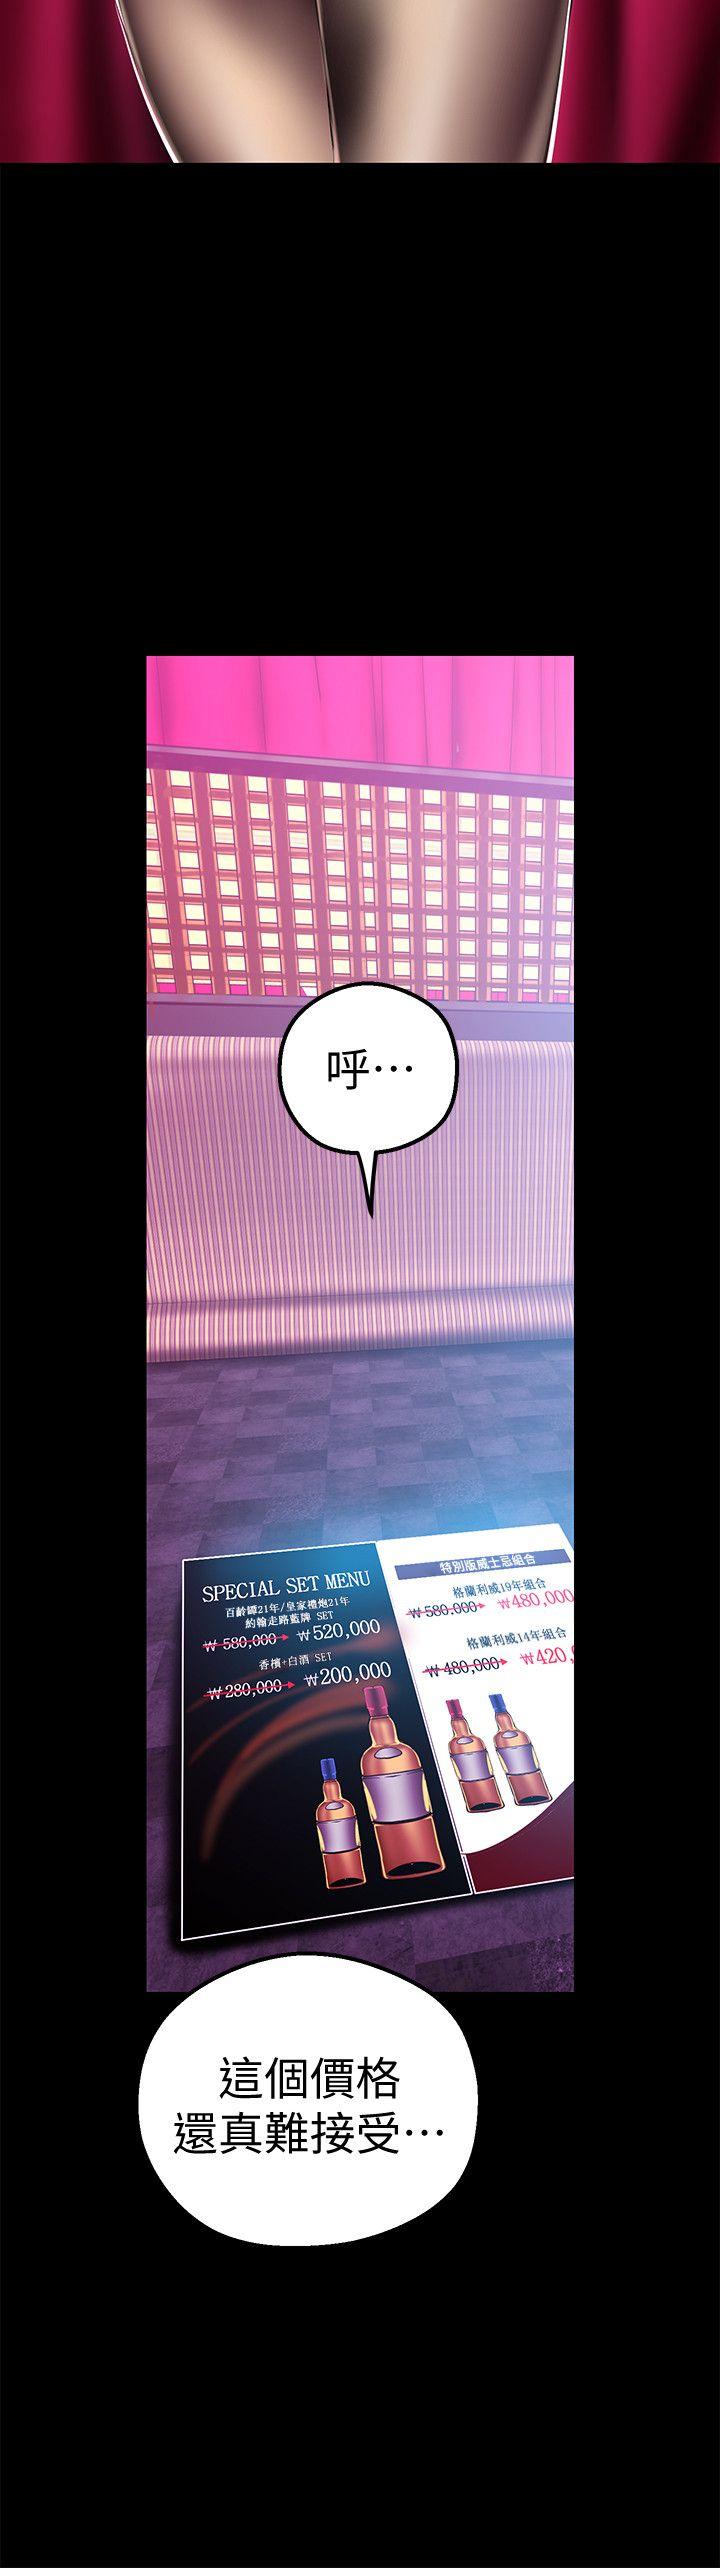 呼⋯
SPECIAL SET MENU
百齡罈21年/皇家禮炮21年
約翰走路藍牌 SET
₩ 580,000 → ₩ 520,000
香檳+白酒 SET
₩ 280,000 → ₩ 200,000
特別版威士忌組合
格蘭利威19年組合
₩ 580.000 → ₩ 480,000
格蘭利威14年組合
₩ 480,000 → ₩ 420,
這個價格
還真難接受⋯